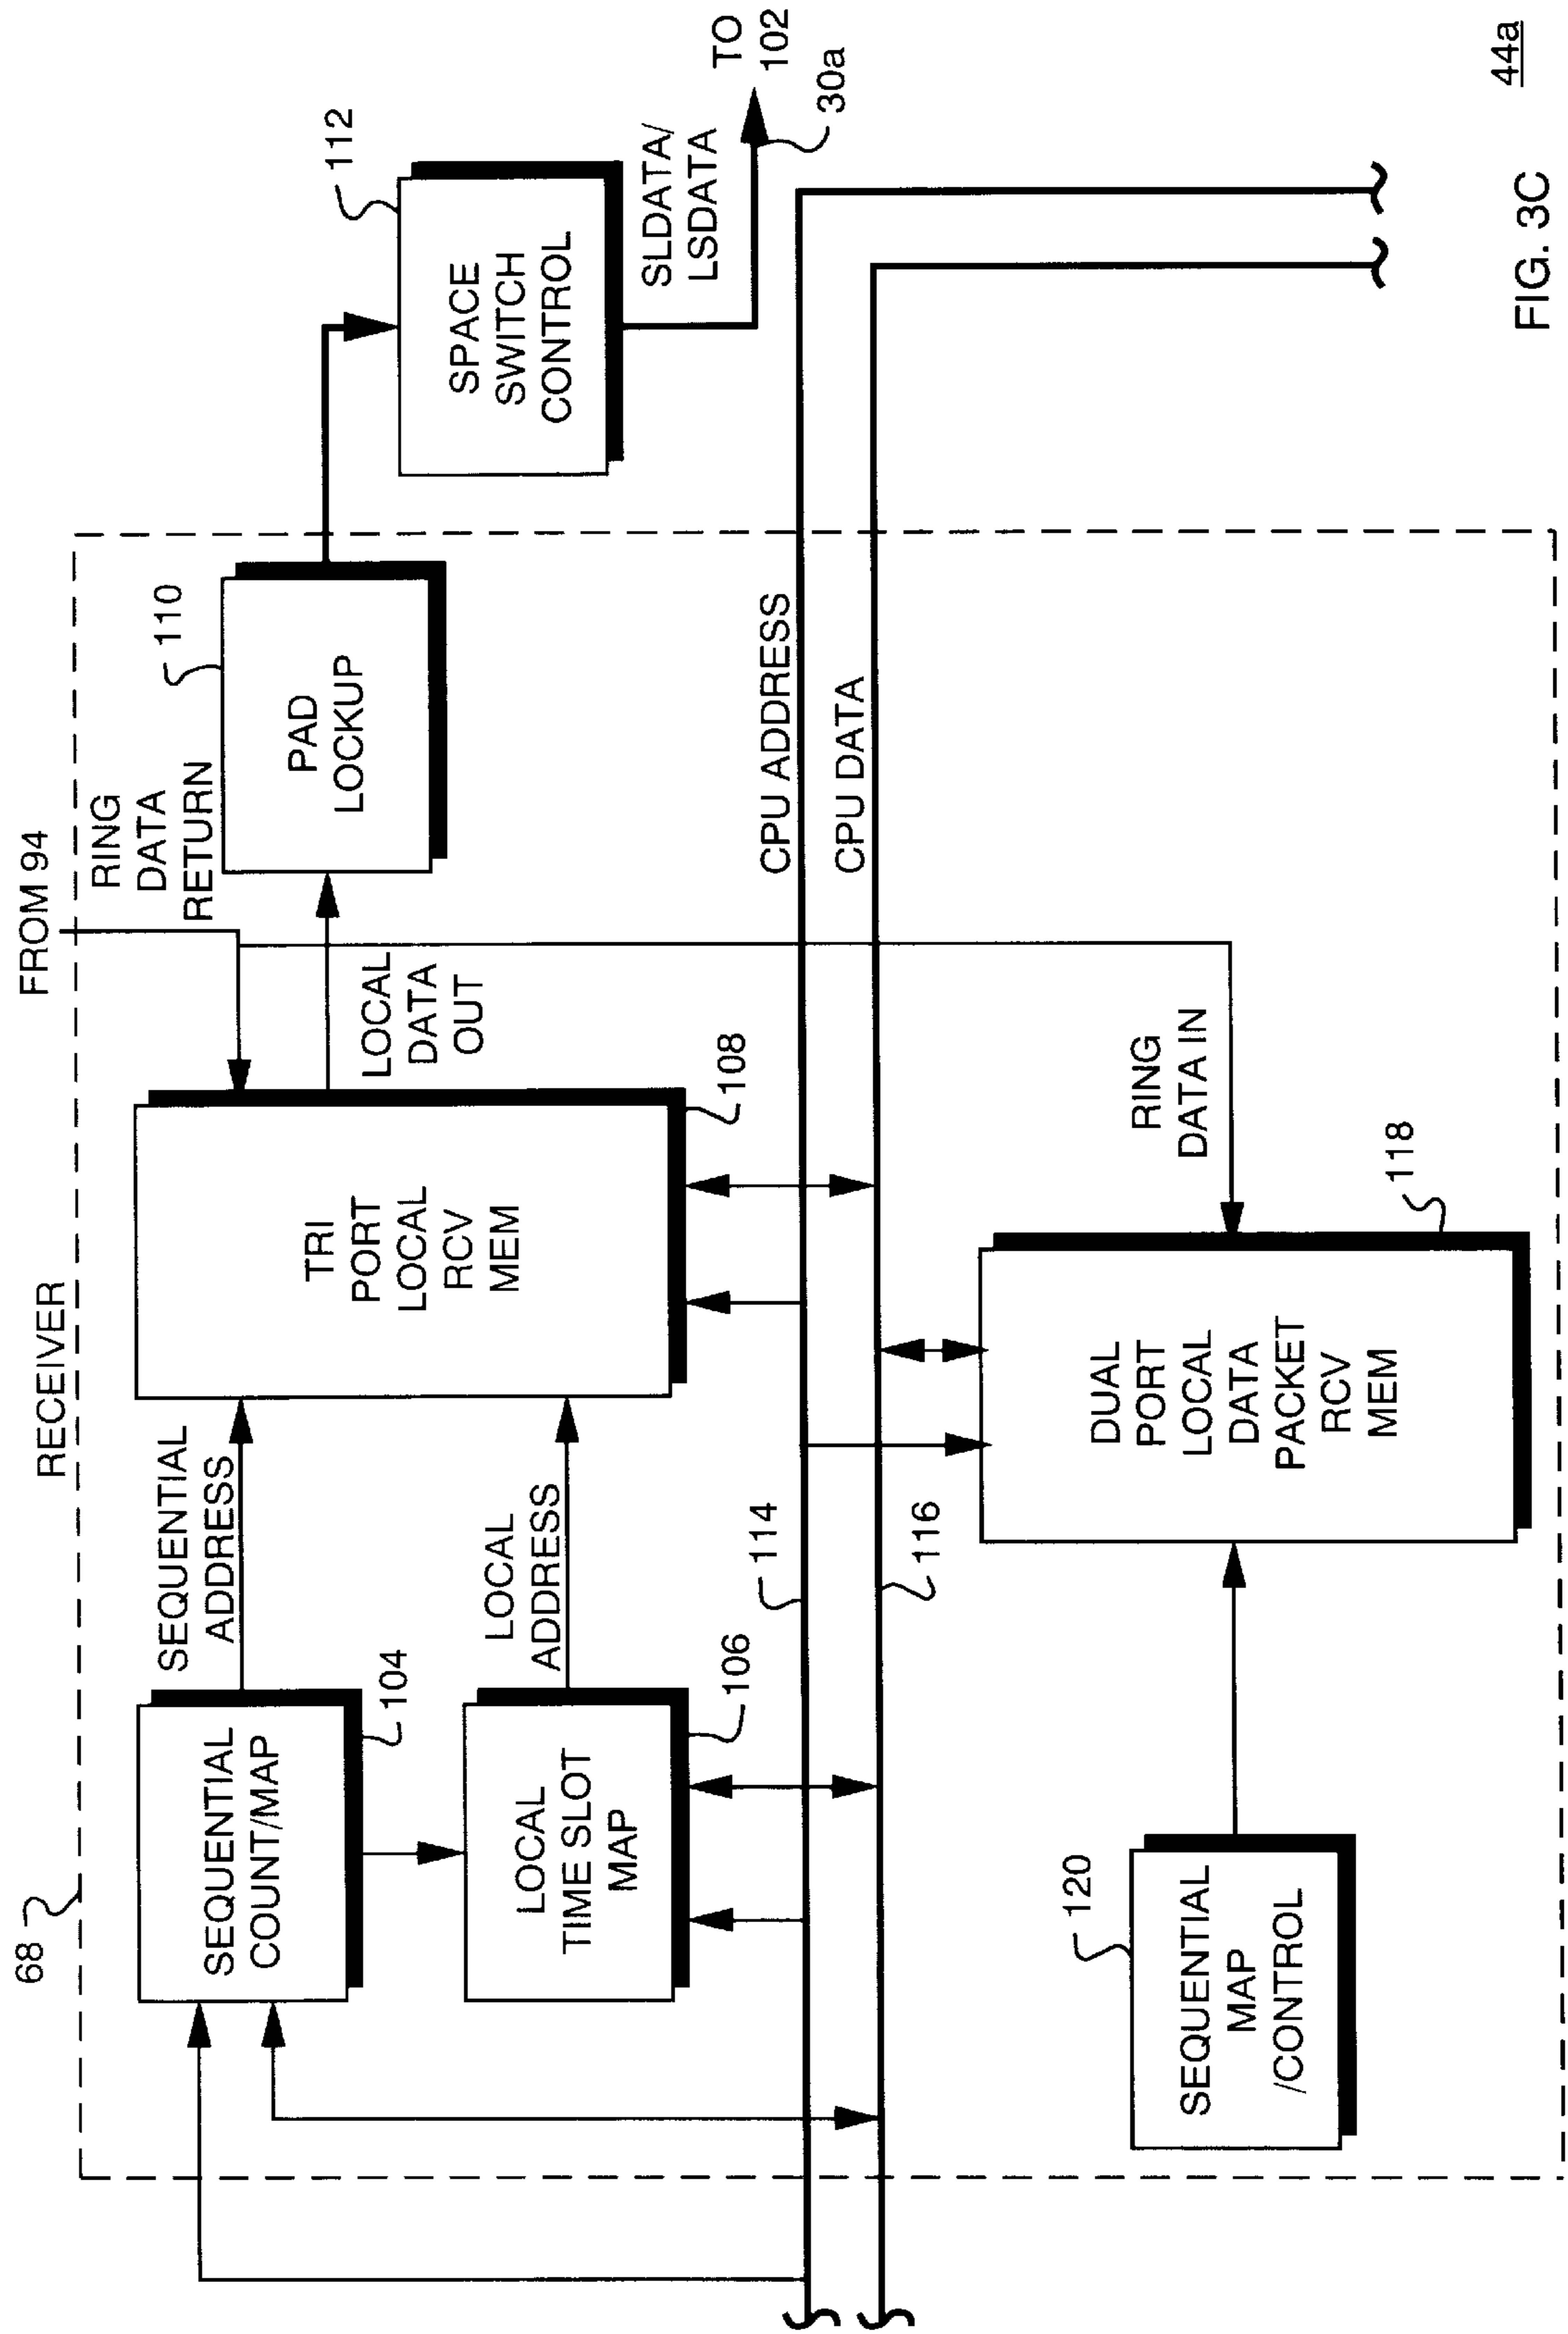 68
RECEIVER
FROM 94
SEQUENTIAL
COUNT/MAP
104
SEQUENTIAL
ADDRESS
LOCAL
TIME SLOT
MAP
106
LOCAL
ADDRESS
TRI
PORT
LOCAL
RCV
MEM
108
RING
DATA
RETURN
LOCAL
DATA
OUT
110
PAD
LOCKUP
112
SPACE
SWITCH
CONTROL
SLDATA/
LSDATA
TO
102
30a
114
116
CPU ADDRESS
CPU DATA
120
SEQUENTIAL
MAP
/CONTROL
DUAL
PORT
LOCAL
DATA
PACKET
RCV
MEM
118
RING
DATA IN
FIG. 3C
44a